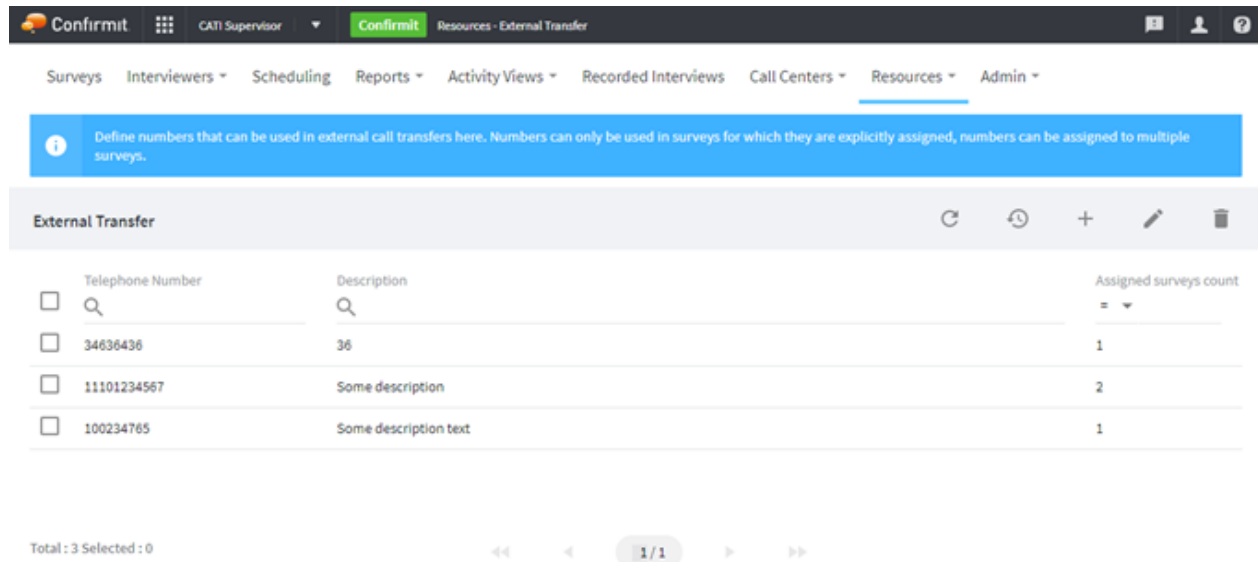 Confirmit CATI Supervisor Confirmit Resources - External Transfer
Surveys Interviewers Scheduling Reports Activity Views Recorded Interviews Call Centers Resources Admin
Define numbers that can be used in external call transfers here. Numbers can only be used in surveys for which they are explicitly assigned, numbers can be assigned to multiple
surveys.
External Transfer
Telephone Number Description Assigned surveys count
=
34636436 36 1
11101234567 Some description 2
100234765 Some description text 1
Total : 3 Selected : 0 1 / 1